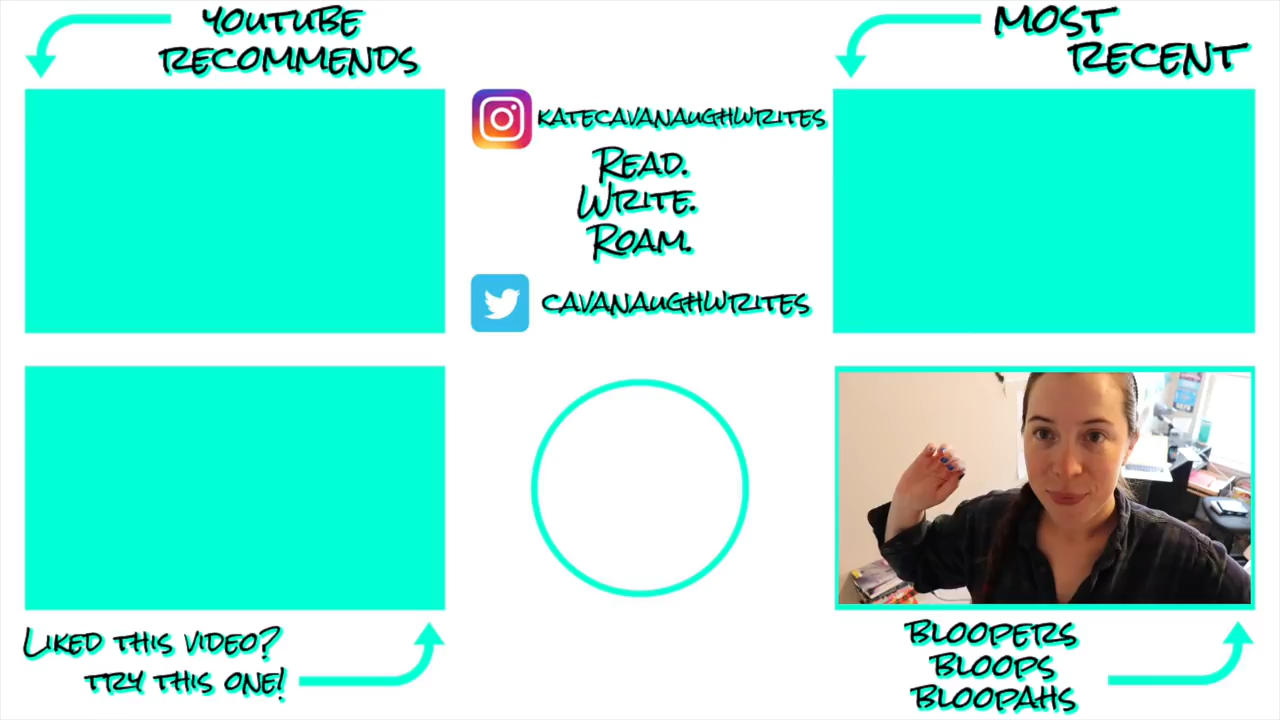 YOUTUBE
RECOMMENDS
MOST
RECENT
KATECAVANAUGHWRITES
READ.
WRITE.
ROAM.
CAVANAUGHWRITES
LIKED THIS VIDEO?
TRY THIS ONE!
BLOOPERS
BLOOPS
BLOOPAHS